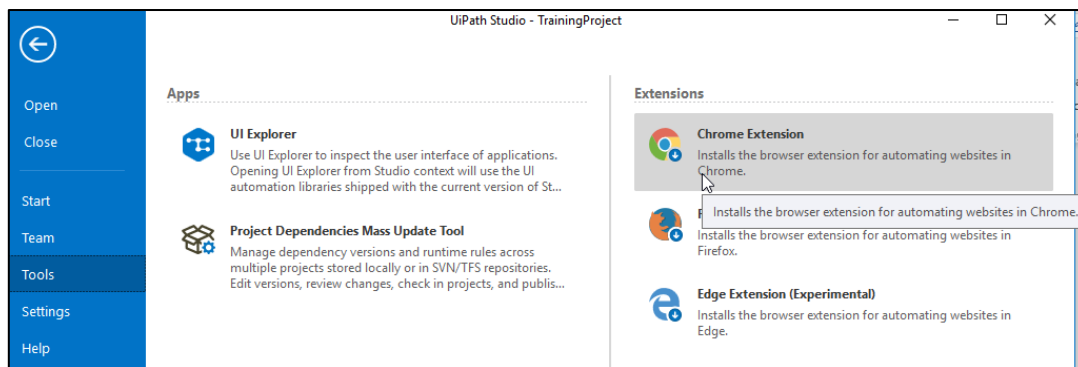 UiPath Studio - TrainingProject
Open
Close
Start
Team
Tools
Settings
Help
Apps
UI Explorer
Use UI Explorer to inspect the user interface of applications.
Opening UI Explorer from Studio context will use the UI
automation libraries shipped with the current version of St...
Project Dependencies Mass Update Tool
Manage dependency versions and runtime rules across
multiple projects stored locally or in SVN/TFS repositories.
Edit versions, review changes, check in projects, and publis...
Extensions
Chrome Extension
Installs the browser extension for automating websites in
Chrome.
Installs the browser extension for automating websites in Chrome.
Installs the browser extension for automating websites in
Firefox.
Edge Extension (Experimental)
Installs the browser extension for automating websites in
Edge.